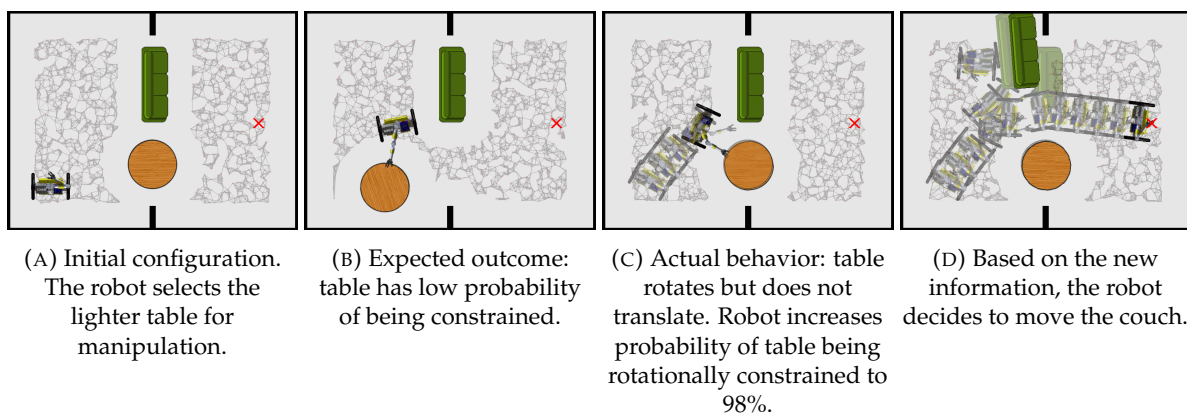 (A) Initial configuration.
The robot selects the
lighter table for
manipulation.
(B) Expected outcome:
table has low probability
of being constrained.
(C) Actual behavior: table
rotates but does not
translate. Robot increases
probability of table being
rotationally constrained to
98%.
(D) Based on the new
information, the robot
decides to move the couch.